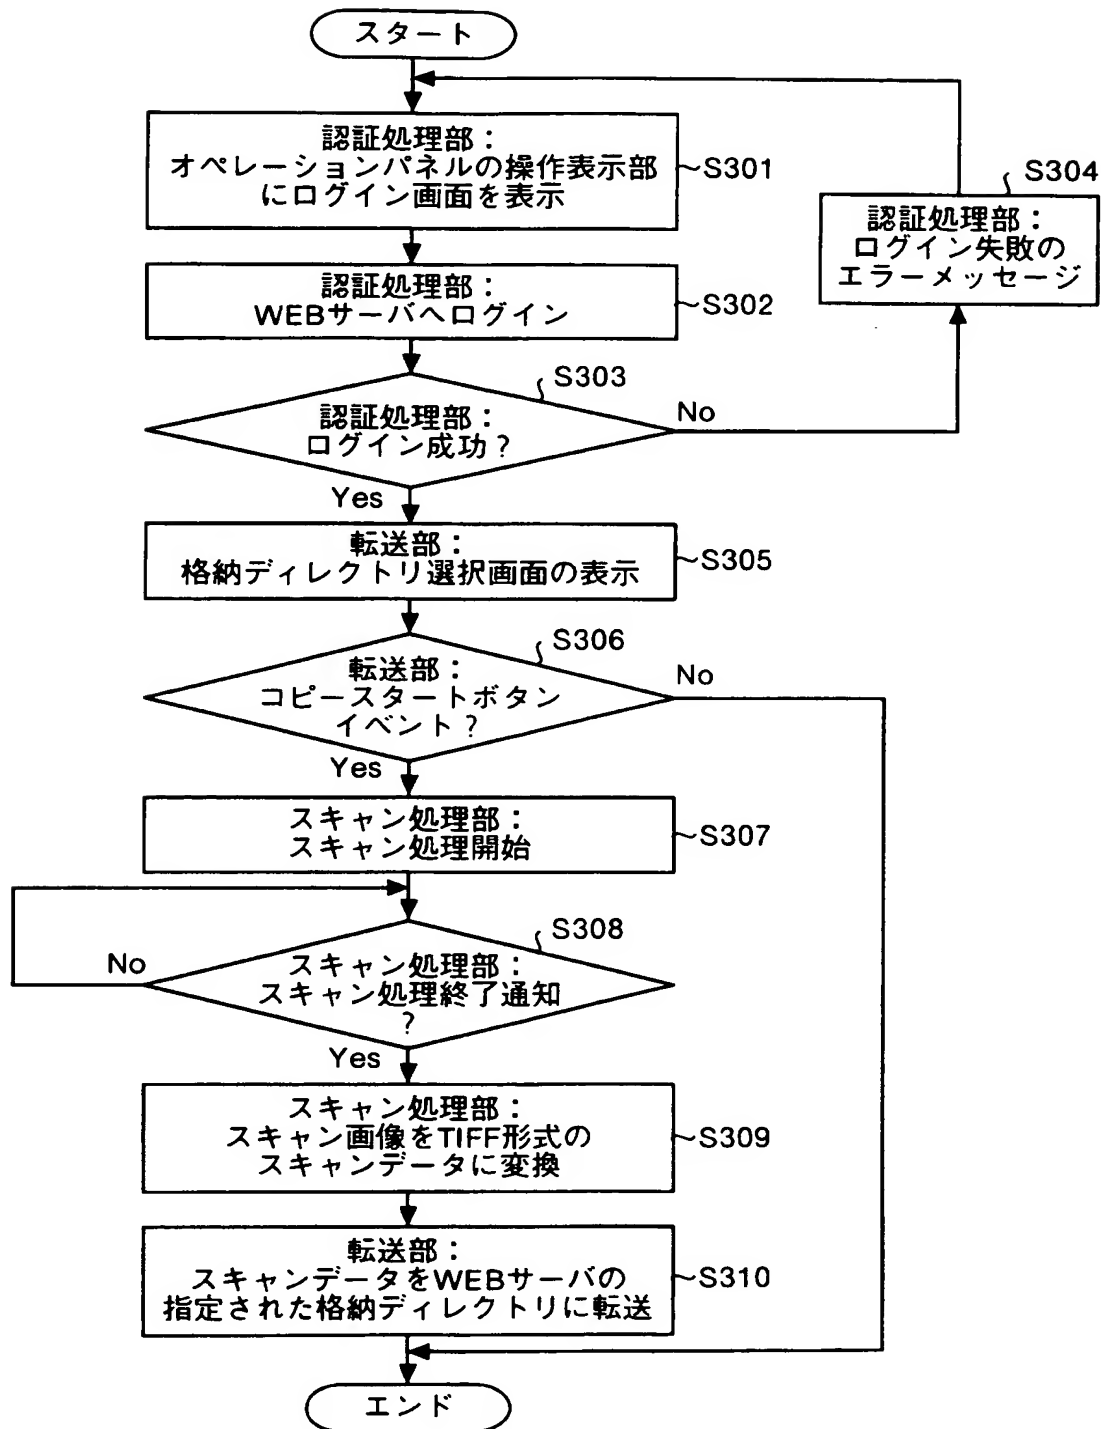 スタート
認証処理部：
オペレーションパネルの操作表示部
にログイン画面を表示
S301
S304
認証処理部：
ログイン失敗の
エラーメッセージ
認証処理部：
WEBサーバへログイン
S302
S303
認証処理部：
ログイン成功？
No
Yes
転送部：
格納ディレクトリ選択画面の表示
S305
S306
転送部：
コピースタートボタン
イベント？
No
Yes
スキャン処理部：
スキャン処理開始
S307
S308
スキャン処理部：
スキャン処理終了通知
？
No
Yes
スキャン処理部：
スキャン画像をTIFF形式の
スキャンデータに変換
S309
転送部：
スキャンデータをWEBサーバの
指定された格納ディレクトリに転送
S310
エンド